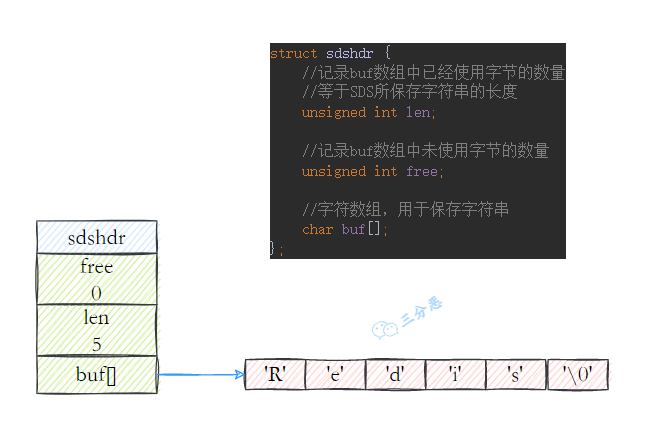 struct sdshdr {
//记录buf数组中已经使用字节的数量
//等于SDS所保存字符串的长度
unsigned int len;
//记录buf数组中未使用字节的数量
unsigned int free;
//字符数组，用于保存字符串
char buf[];
};
sdshdr
free
0
len
5
buf[]
三分恶
'R' 'e' 'd' 'i' 's' '\0'